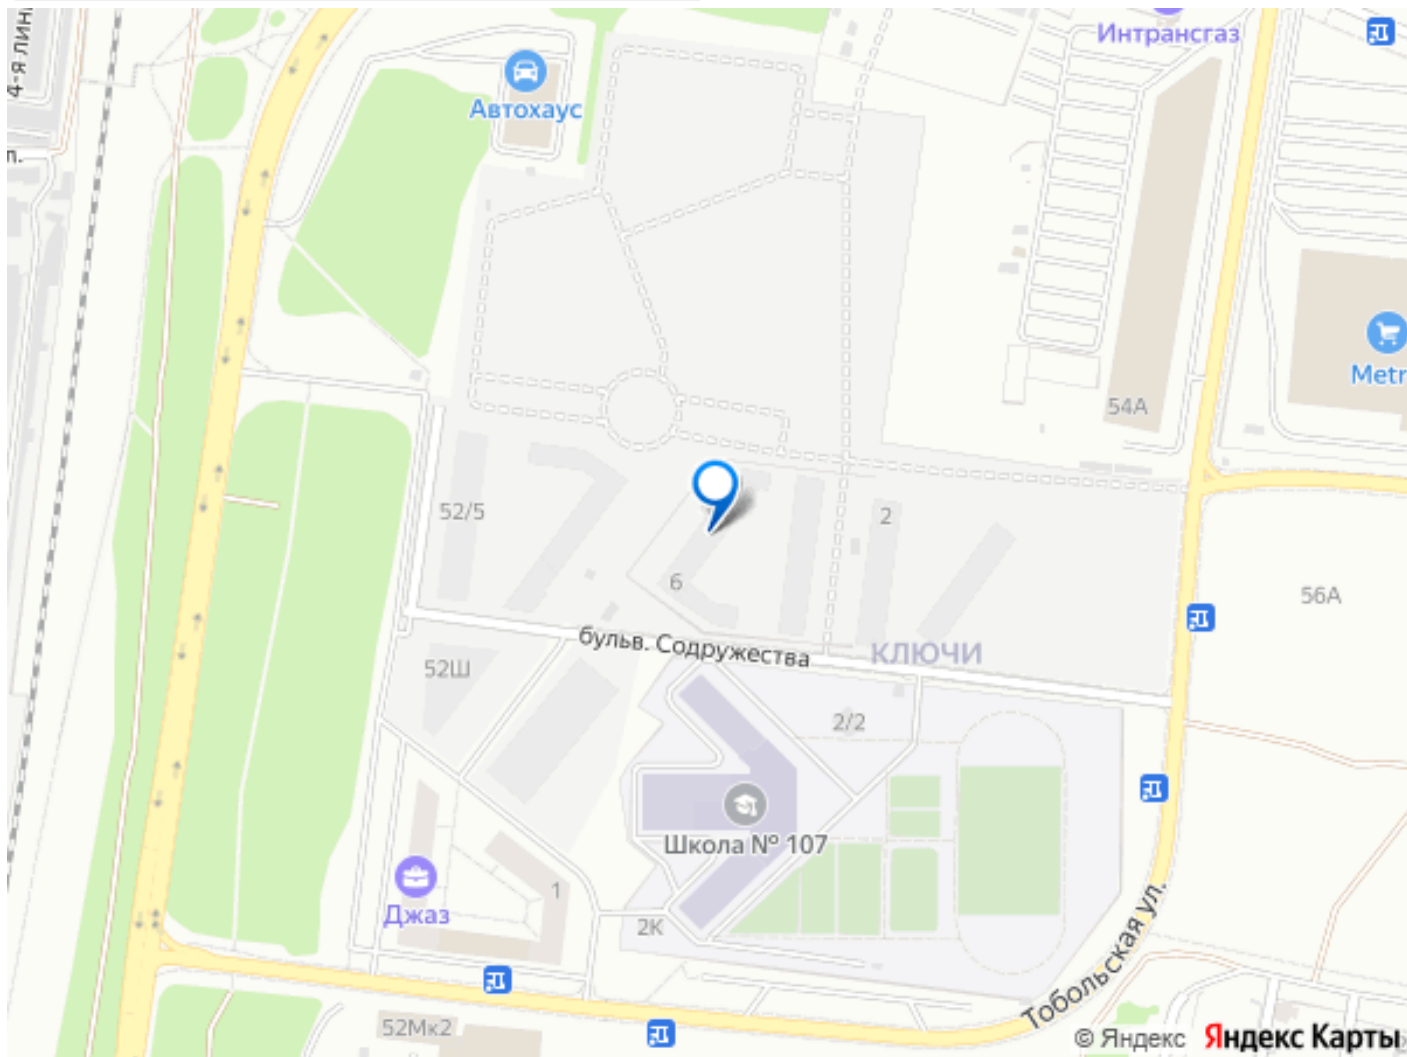 4-я лин
Интрансгаз
Автохаус
п.
Metr
54А
52/5
2
6
56А
бульв. Содружества
КЛЮЧИ
52Ш
2/2
Школа № 107
1
Джаз
2К
Тобольская ул.
52Мк2
© Яндекс Яндекс Карты